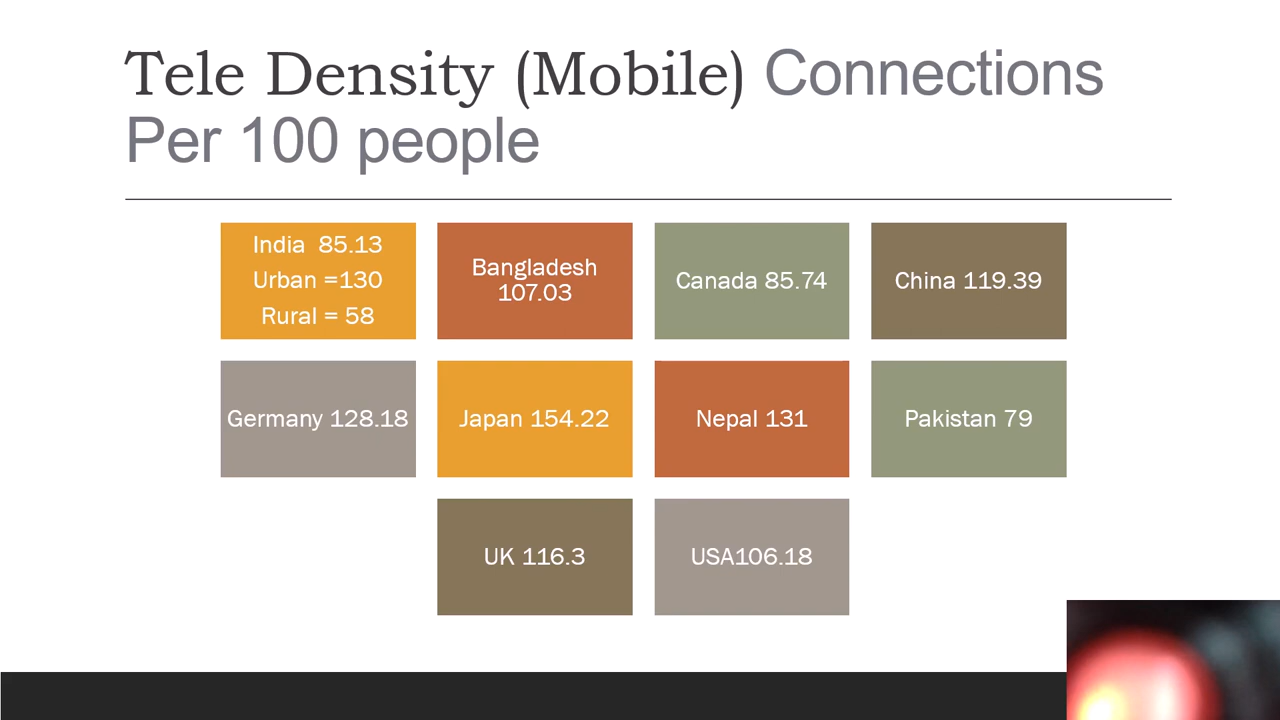 Tele Density (Mobile) Connections
Per 100 people
India 85.13
Urban =130
Rural = 58
Bangladesh
107.03
Canada 85.74
China 119.39
Germany 128.18
Japan 154.22
Nepal 131
Pakistan 79
UK 116.3
USA106.18